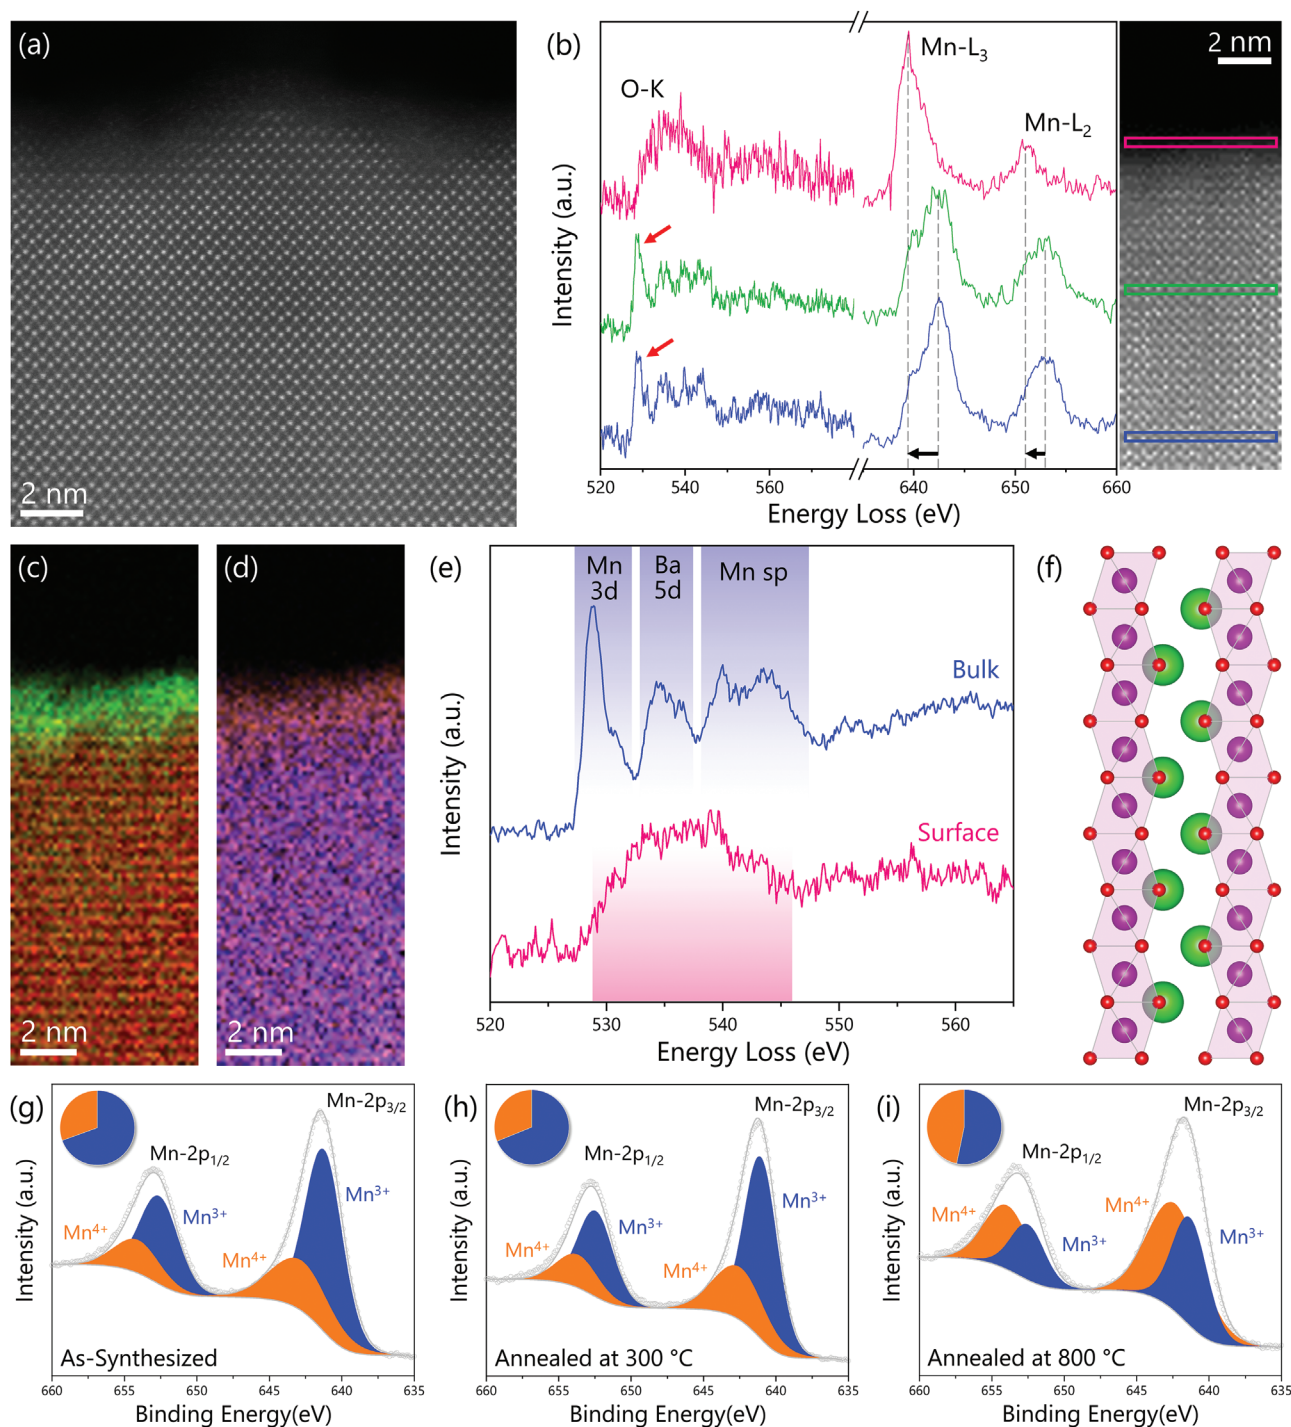 (a)
2 nm
(b)
O-K
Mn-L₃
Mn-L₂
Intensity (a.u.)
520 540 560 640 650 660
Energy Loss (eV)
2 nm
(c)
2 nm
(d)
2 nm
(e)
Mn
3d
Ba
5d
Mn sp
Bulk
Surface
Intensity (a.u.)
520 530 540 550 560
Energy Loss (eV)
(f)
(g)
Mn-2p₃/₂
Mn-2p₁/₂
Mn⁴⁺
Mn³⁺
Mn⁴⁺
Mn³⁺
Intensity (a.u.)
As-Synthesized
660 655 650 645 640 635
Binding Energy(eV)
(h)
Mn-2p₃/₂
Mn-2p₁/₂
Mn⁴⁺
Mn³⁺
Mn⁴⁺
Mn³⁺
Intensity (a.u.)
Annealed at 300 °C
660 655 650 645 640 635
Binding Energy(eV)
(i)
Mn-2p₃/₂
Mn-2p₁/₂
Mn⁴⁺
Mn³⁺
Mn⁴⁺
Mn³⁺
Intensity (a.u.)
Annealed at 800 °C
660 655 650 645 640 635
Binding Energy(eV)